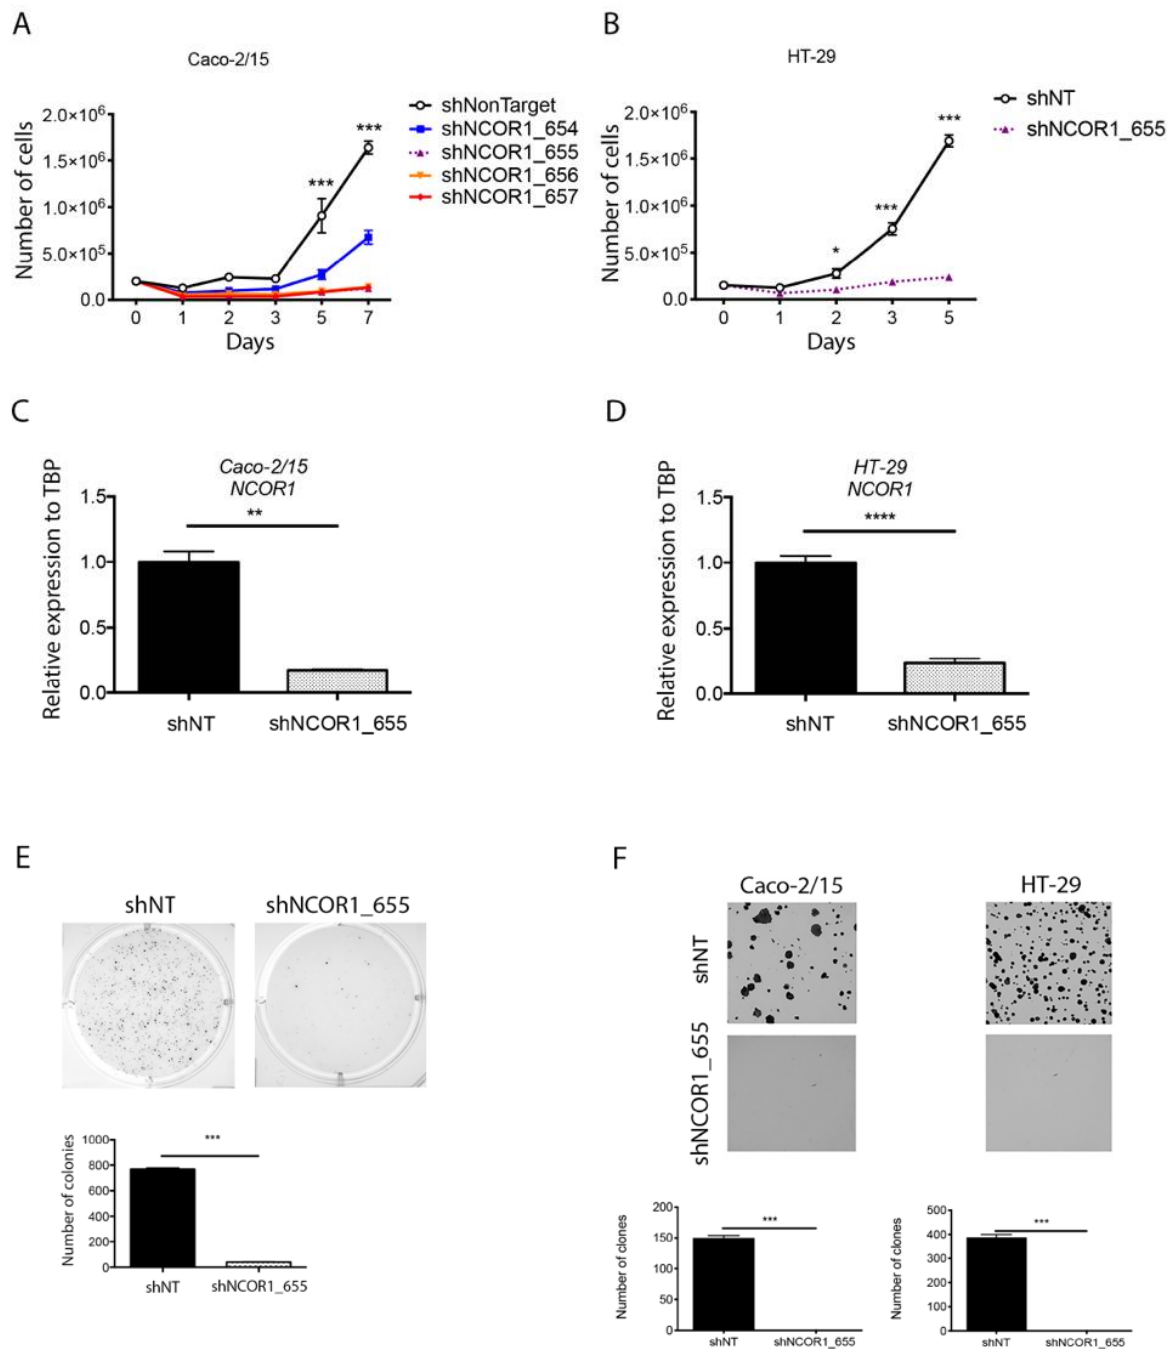 A
Caco-2/15
Number of cells
2.0×10⁶
1.5×10⁶
1.0×10⁶
5.0×10⁵
0.0
***
***
0 1 2 3 5 7
Days
shNonTarget
shNCOR1_654
shNCOR1_655
shNCOR1_656
shNCOR1_657
B
HT-29
Number of cells
2.0×10⁶
1.5×10⁶
1.0×10⁶
5.0×10⁵
0.0
*
***
***
0 1 2 3 5
Days
shNT
shNCOR1_655
C
Caco-2/15
NCOR1
Relative expression to TBP
1.5
1.0
0.5
0.0
**
shNT shNCOR1_655
D
HT-29
NCOR1
Relative expression to TBP
1.5
1.0
0.5
0.0
****
shNT shNCOR1_655
E
shNT shNCOR1_655
Number of colonies
1000
800
600
400
200
0
***
shNT shNCOR1_655
F
Caco-2/15 HT-29
shNT
shNCOR1_655
Number of clones
200
150
100
50
0
***
shNT shNCOR1_655
Number of clones
500
400
300
200
100
0
***
shNT shNCOR1_655